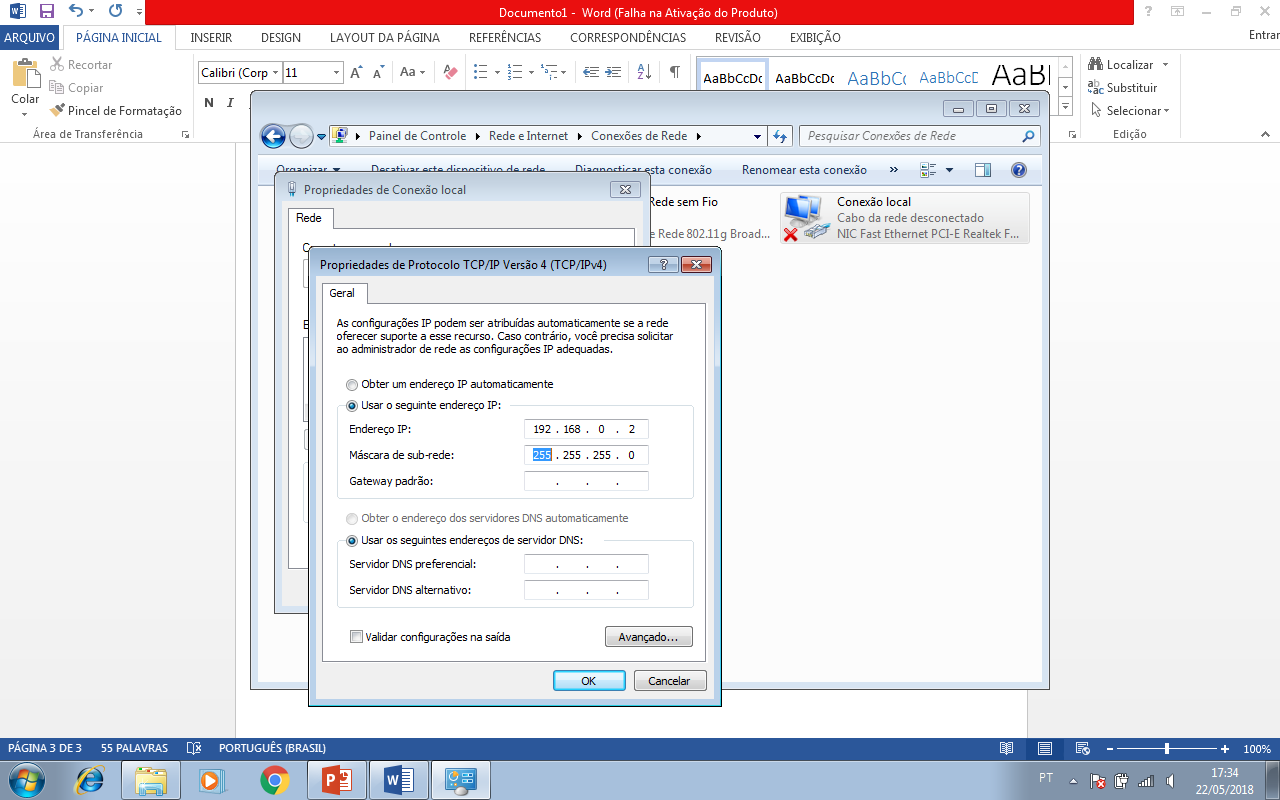 Documento1 -  Word (Falha na Ativação do Produto)
ARQUIVO PÁGINA INICIAL INSERIR DESIGN LAYOUT DA PÁGINA REFERÊNCIAS CORRESPONDÊNCIAS REVISÃO EXIBIÇÃO Entrar
Colar
Recortar
Copiar
Pincel de Formatação
Área de Transferência
Calibri (Corp 11
N I
AaBbCcDc AaBbCcDc AaBbCc AaBbCcD AaBI
Localizar
Substituir
Selecionar
Edição
Painel de Controle Rede e Internet Conexões de Rede
Pesquisar Conexões de Rede
Organizar Desativar este dispositivo de rede Diagnosticar esta conexão Renomear esta conexão »
Rede sem Fio
e Rede 802.11g Broad...
Conexão local
Cabo da rede desconectado
NIC Fast Ethernet PCI-E Realtek F...
Propriedades de Conexão local
Rede
Propriedades de Protocolo TCP/IP Versão 4 (TCP/IPv4)
Geral
As configurações IP podem ser atribuídas automaticamente se a rede
oferecer suporte a esse recurso. Caso contrário, você precisa solicitar
ao administrador de rede as configurações IP adequadas.
Obter um endereço IP automaticamente
Usar o seguinte endereço IP:
Endereço IP: 192 . 168 . 0 . 2
Máscara de sub-rede: 255 . 255 . 255 . 0
Gateway padrão: . . .
Obter o endereço dos servidores DNS automaticamente
Usar os seguintes endereços de servidor DNS:
Servidor DNS preferencial: . . .
Servidor DNS alternativo: . . .
Validar configurações na saída
Avançado...
OK Cancelar
PÁGINA 3 DE 3 55 PALAVRAS PORTUGUÊS (BRASIL) 100%
PT 17:34
22/05/2018